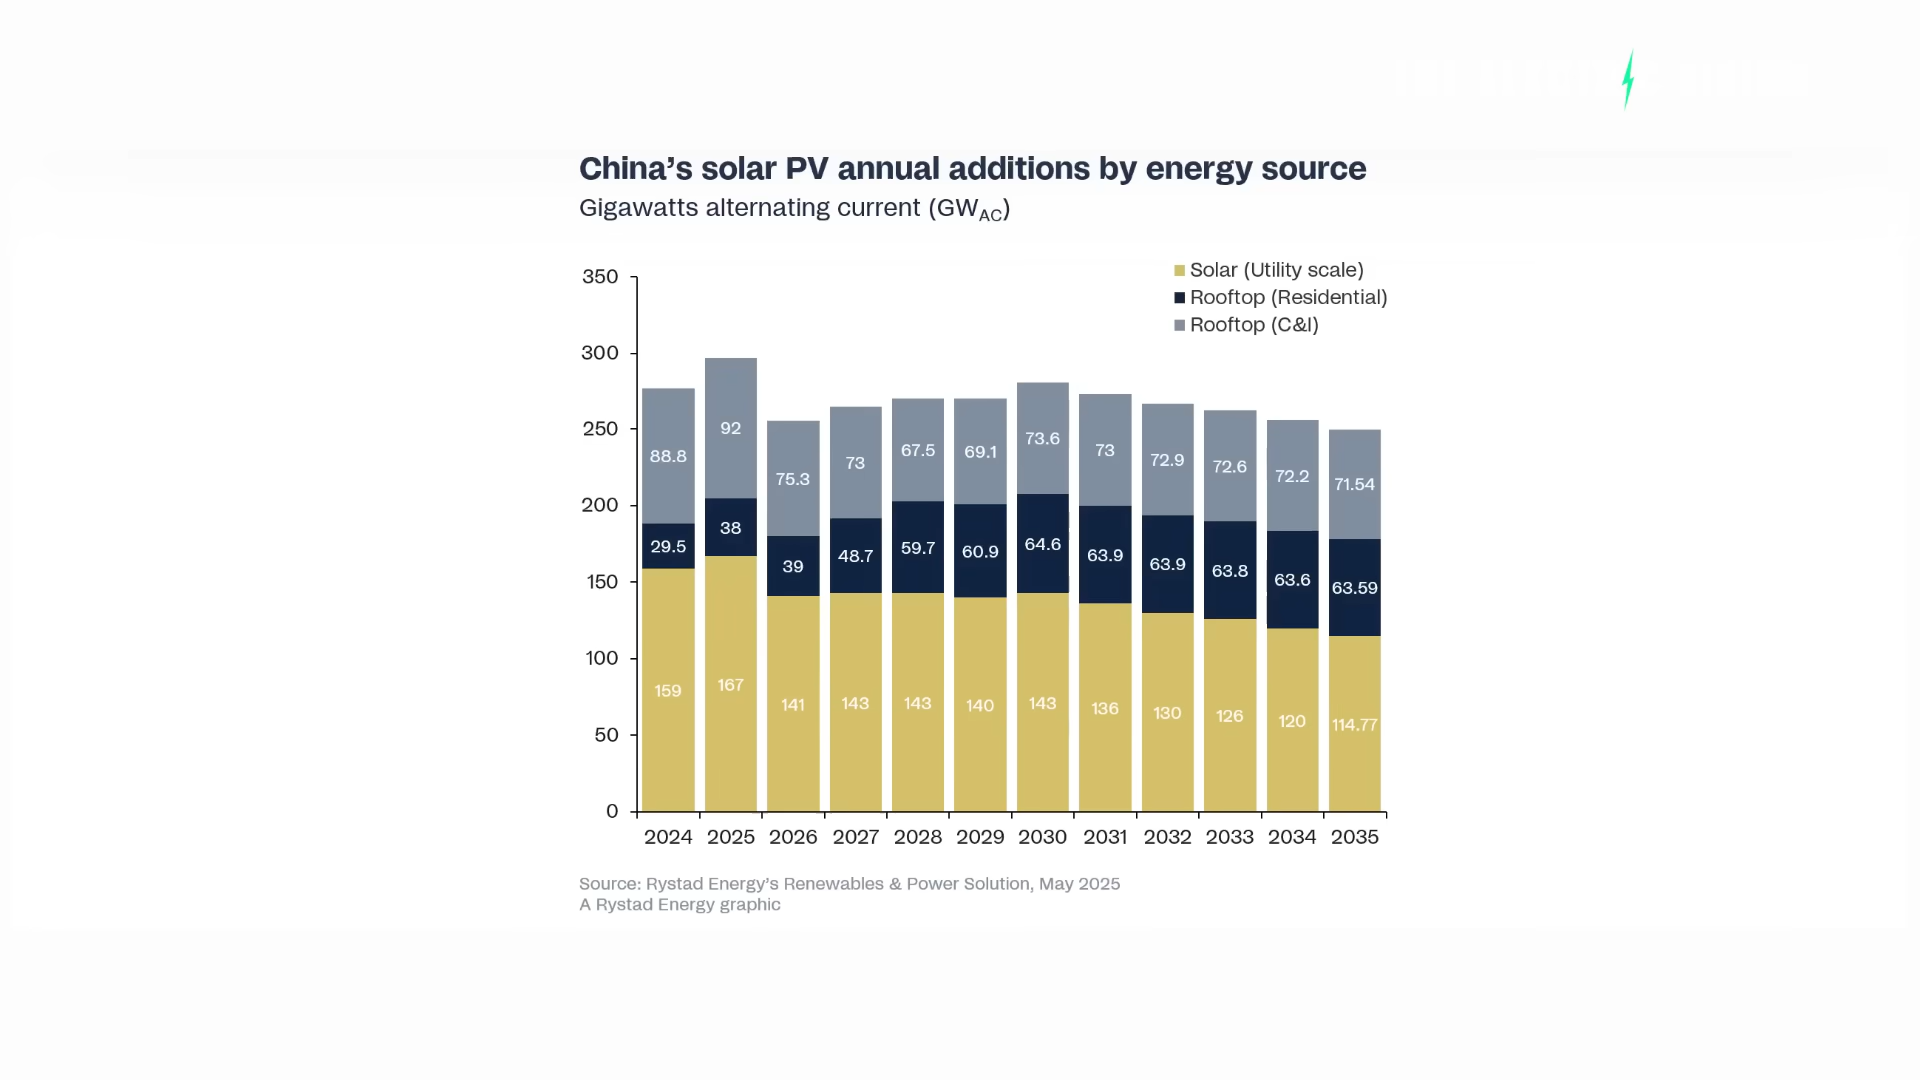 China’s solar PV annual additions by energy source
Gigawatts alternating current (GWAC)
Solar (Utility scale)
Rooftop (Residential)
Rooftop (C&I)
350
300
250
200
150
100
50
0
88.8 92 75.3 73 67.5 69.1 73.6 73 72.9 72.6 72.2 71.54
29.5 38 39 48.7 59.7 60.9 64.6 63.9 63.9 63.8 63.6 63.59
159 167 141 143 143 140 143 136 130 126 120 114.77
2024 2025 2026 2027 2028 2029 2030 2031 2032 2033 2034 2035
Source: Rystad Energy’s Renewables & Power Solution, May 2025
A Rystad Energy graphic